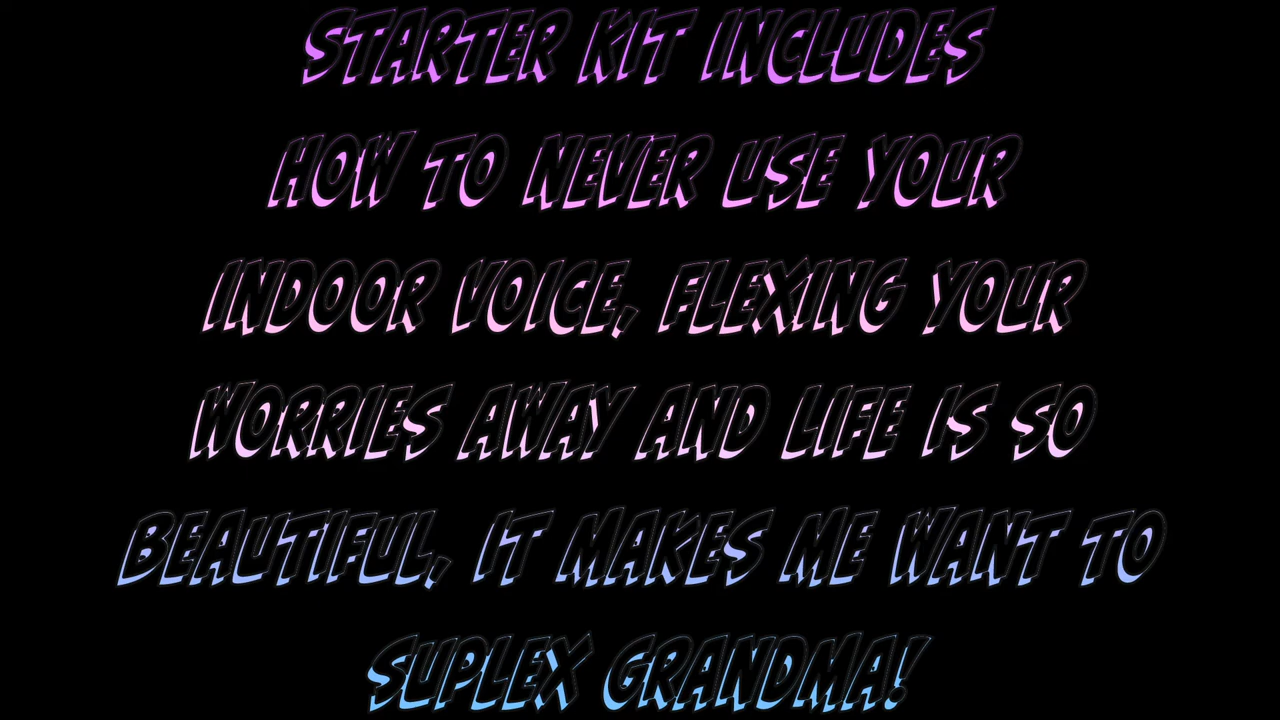 STARTER KIT INCLUDES
HOW TO NEVER USE YOUR
INDOOR VOICE, FLEXING YOUR
WORRIES AWAY AND LIFE IS SO
BEAUTIFUL, IT MAKES ME WANT TO
SUPLEX GRANDMA!